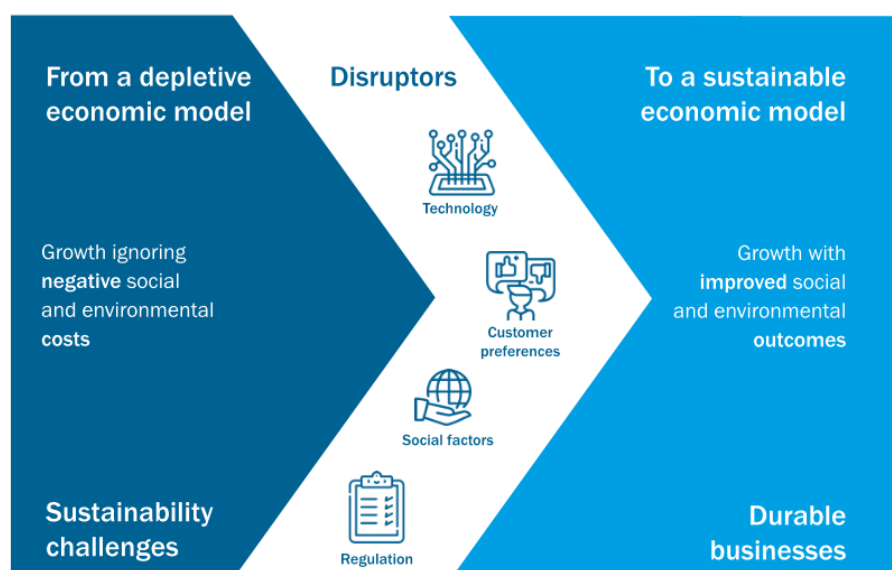 From a depletive
economic model
Growth ignoring
negative social
and environmental
costs
Sustainability
challenges
Disruptors
Technology
Customer
preferences
Social factors
Regulation
To a sustainable
economic model
Growth with
improved social
and environmental
outcomes
Durable
businesses